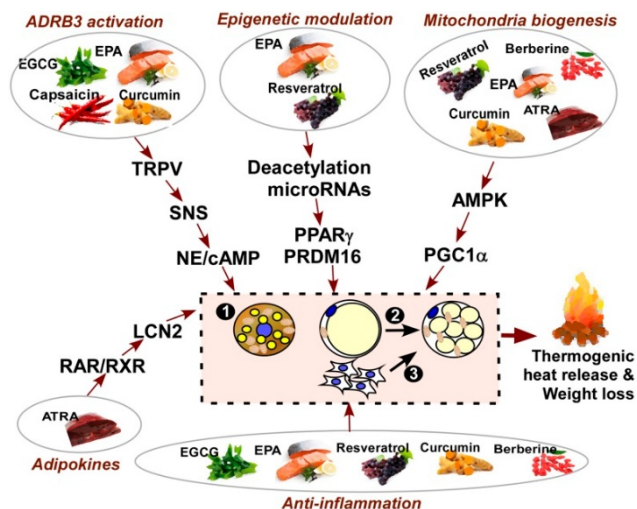 ADRB3 activation
EGCG
EPA
Capsaicin
Curcumin
TRPV
SNS
NE/cAMP
Epigenetic modulation
EPA
Resveratrol
Deacetylation
microRNAs
PPARγ
PRDM16
Mitochondria biogenesis
Resveratrol
Berberine
EPA
Curcumin
ATRA
AMPK
PGC1α
1
2
3
LCN2
RAR/RXR
ATRA
Adipokines
Thermogenic
heat release &
Weight loss
EGCG
EPA
Resveratrol
Curcumin
Berberine
Anti-inflammation